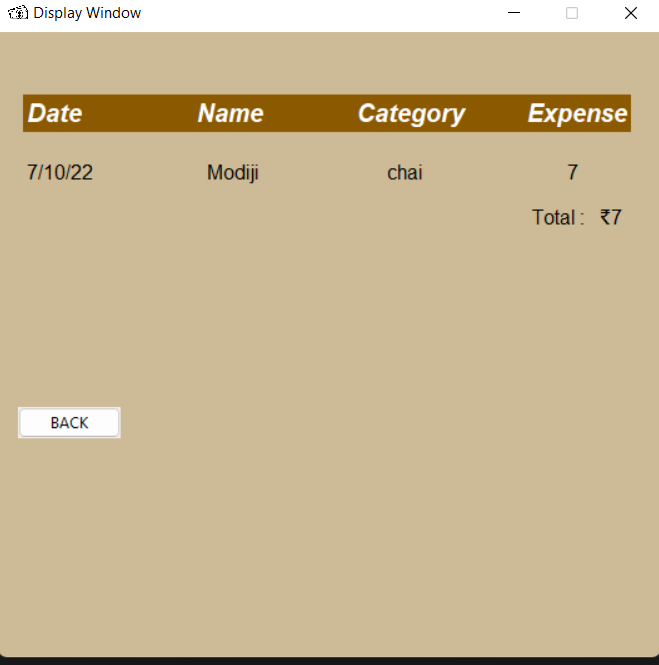 Display Window
Date Name Category Expense
7/10/22 Modiji chai 7
Total : ₹7
BACK